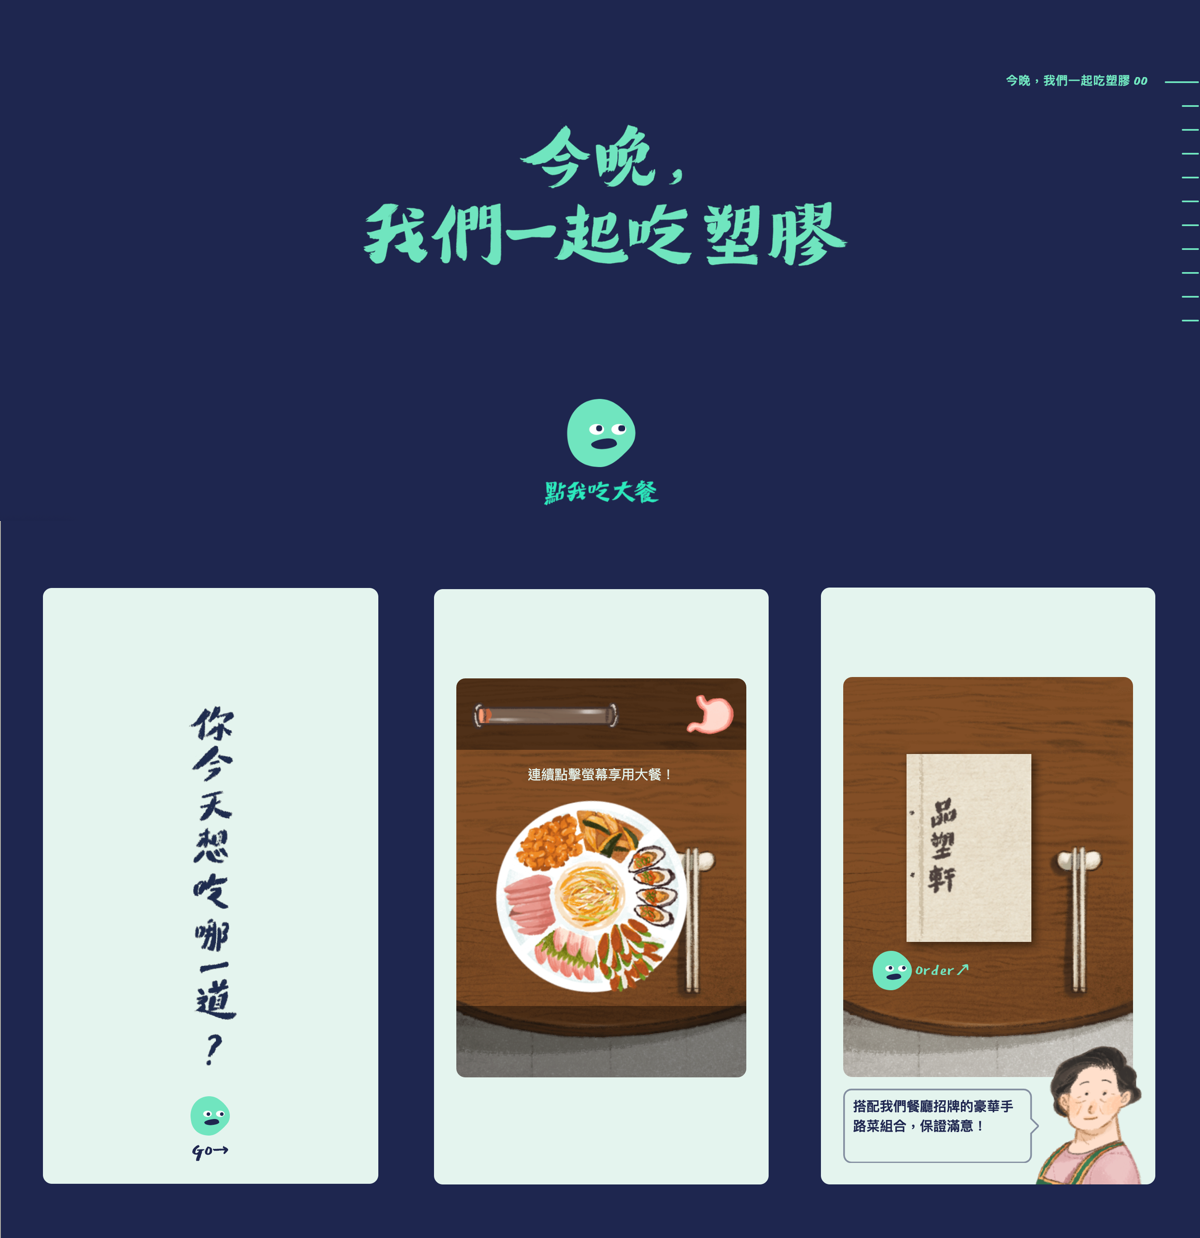 今晚，我們一起吃塑膠 00
今晚，
我們一起吃塑膠
點我吃大餐
你今天想吃哪一道？
Go→
連續點擊螢幕享用大餐！
品塑軒
Order↗
搭配我們餐廳招牌的豪華手
路菜組合，保證滿意！